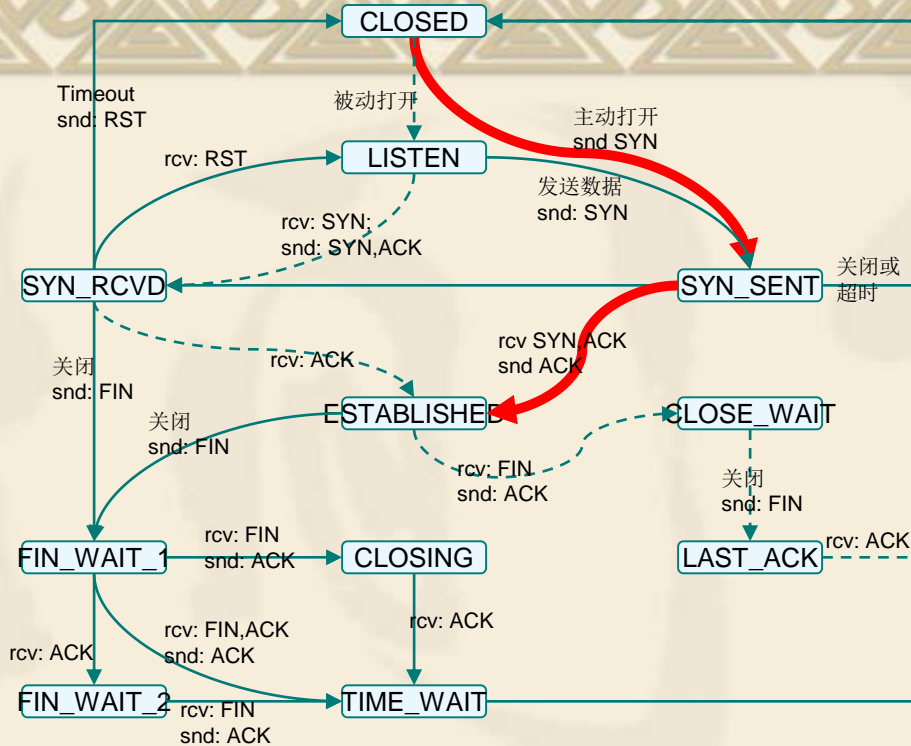 CLOSED
Timeout
snd: RST
被动打开
主动打开
snd SYN
rcv: RST
LISTEN
发送数据
snd: SYN
rcv: SYN;
snd: SYN,ACK
SYN_RCVD
SYN_SENT
关闭或
超时
rcv SYN,ACK
snd ACK
rcv: ACK
关闭
snd: FIN
ESTABLISHED
CLOSE_WAIT
关闭
snd: FIN
rcv: FIN
snd: ACK
关闭
snd: FIN
FIN_WAIT_1
rcv: FIN
snd: ACK
CLOSING
LAST_ACK
rcv: ACK
rcv: ACK
rcv: FIN,ACK
snd: ACK
rcv: ACK
FIN_WAIT_2
rcv: FIN
snd: ACK
TIME_WAIT